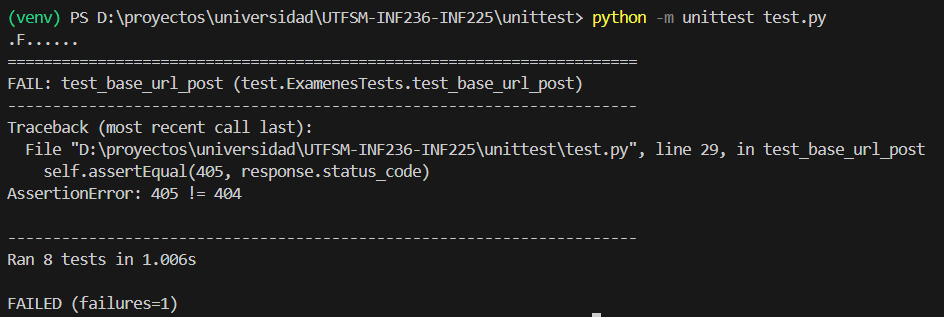 (venv) PS D:\proyectos\universidad\UTFSM-INF236-INF225\unittest> python -m unittest test.py
.F......
======================================================================
FAIL: test_base_url_post (test.ExamenesTests.test_base_url_post)
----------------------------------------------------------------------
Traceback (most recent call last):
  File "D:\proyectos\universidad\UTFSM-INF236-INF225\unittest\test.py", line 29, in test_base_url_post
    self.assertEqual(405, response.status_code)
AssertionError: 405 != 404

----------------------------------------------------------------------
Ran 8 tests in 1.006s

FAILED (failures=1)